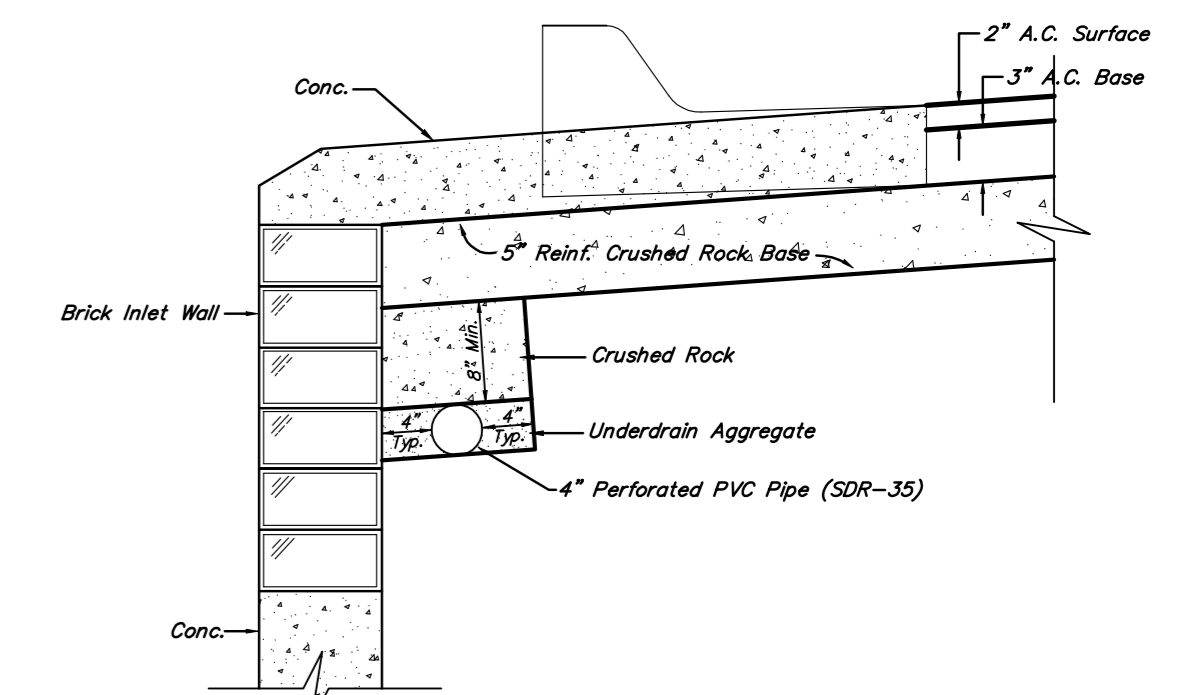 2" A.C. Surface
3" A.C. Base
Conc.
5" Reinf. Crushed Rock Base
Brick Inlet Wall
8" Min.
Crushed Rock
4"
Typ.
4"
Typ.
Underdrain Aggregate
4" Perforated PVC Pipe (SDR-35)
Conc.